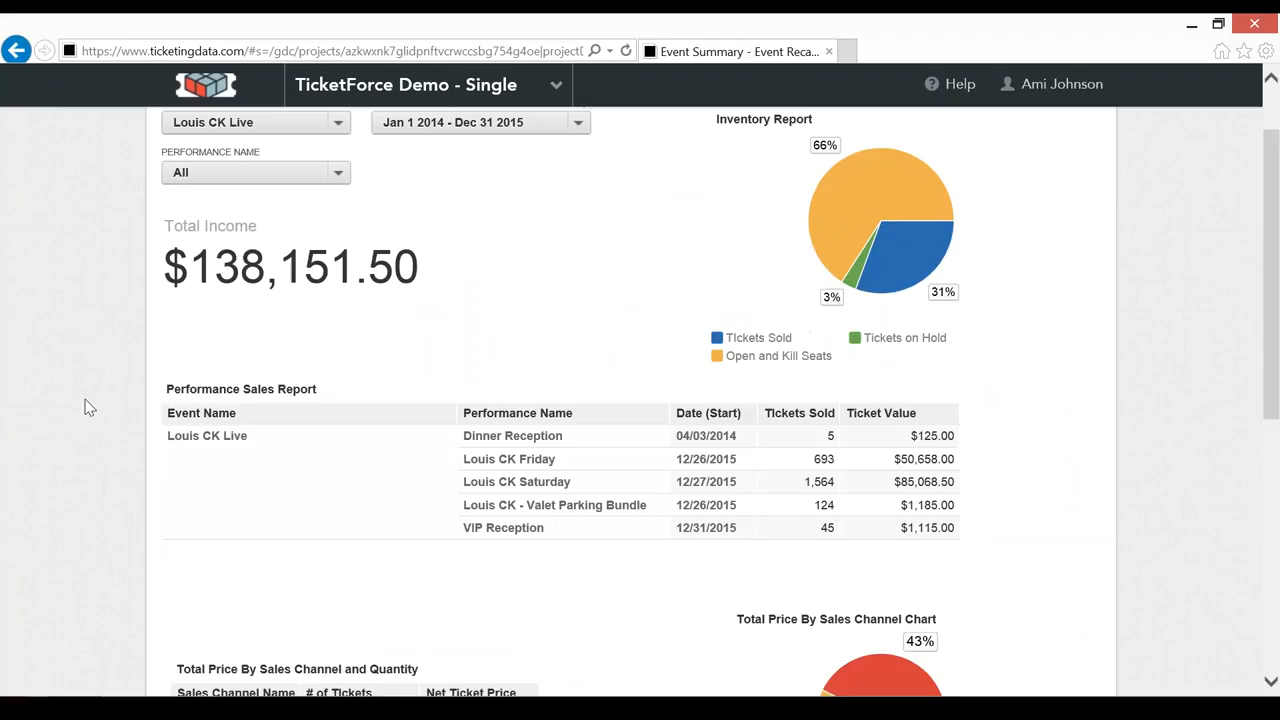 https://www.ticketingdata.com/#s=/gdc/projects/azkwxnk7glidpnftvcrwccsbg754g4oe|projectD
Event Summary - Event Reca...
TicketForce Demo - Single
Help
Ami Johnson
Louis CK Live
Jan 1 2014 - Dec 31 2015
Inventory Report
PERFORMANCE NAME
All
66%
Total Income
$138,151.50
3%
31%
TIckets Sold
Tickets on Hold
Open and Kill Seats
Performance Sales Report
Event Name Performance Name Date (Start) TIckets Sold Ticket Value
Louis CK Live Dinner Reception 04/03/2014 5 $125.00
Louis CK Friday 12/26/2015 693 $50,658.00
Louis CK Saturday 12/27/2015 1,564 $85,068.50
Louis CK - Valet Parking Bundle 12/26/2015 124 $1,185.00
VIP Reception 12/31/2015 45 $1,115.00
Total Price By Sales Channel Chart
43%
Total Price By Sales Channel and Quantity
Sales Channel Name # of TIckets Net Ticket Price